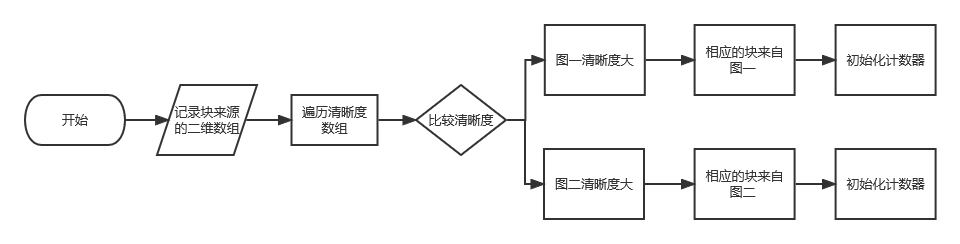 开始
记录块来源
的二维数组
遍历清晰度
数组
比较清晰度
图一清晰度大
相应的块来自
图一
初始化计数器
图二清晰度大
相应的块来自
图二
初始化计数器